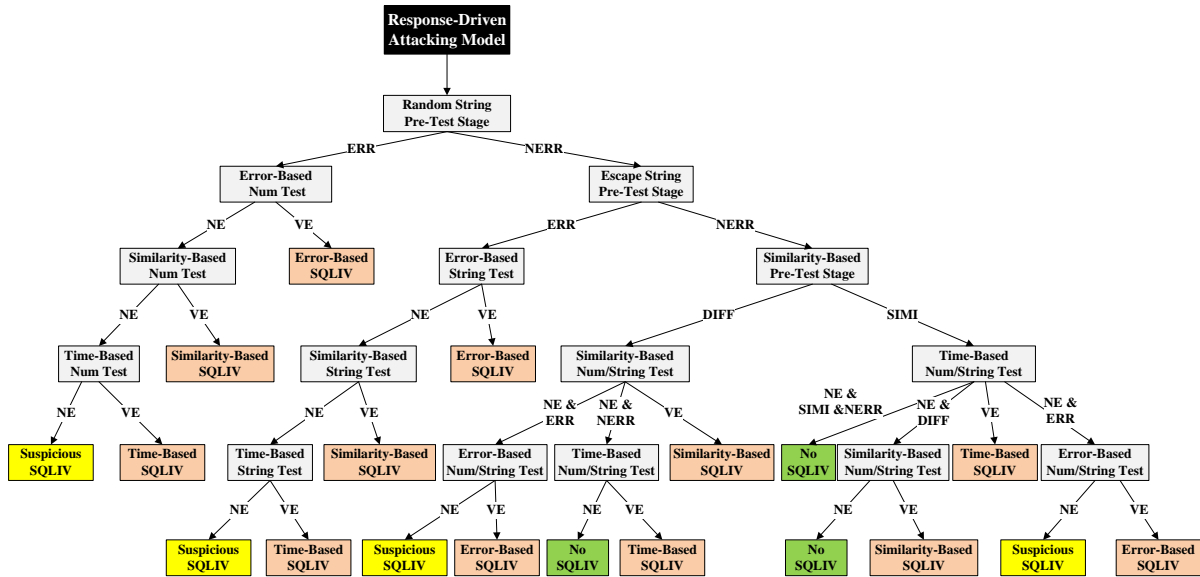 Response-Driven
Attacking Model
Random String
Pre-Test Stage
ERR
NERR
Error-Based
Num Test
Escape String
Pre-Test Stage
NE
VE
ERR
NERR
Similarity-Based
Num Test
Error-Based
SQLIV
Error-Based
String Test
Similarity-Based
Pre-Test Stage
NE
VE
NE
VE
DIFF
SIMI
Time-Based
Num Test
Similarity-Based
SQLIV
Similarity-Based
String Test
Error-Based
SQLIV
Similarity-Based
Num/String Test
Time-Based
Num/String Test
NE
VE
NE
VE
NE &
ERR
NE &
NERR
VE
NE &
SIMI &NERR
NE &
DIFF
VE
NE &
ERR
Suspicious
SQLIV
Time-Based
SQLIV
Time-Based
String Test
Similarity-Based
SQLIV
Error-Based
Num/String Test
Time-Based
Num/String Test
Similarity-Based
SQLIV
No
SQLIV
Similarity-Based
Num/String Test
Time-Based
SQLIV
Error-Based
Num/String Test
NE
VE
NE
VE
NE
VE
NE
VE
NE
VE
Suspicious
SQLIV
Time-Based
SQLIV
Suspicious
SQLIV
Error-Based
SQLIV
No
SQLIV
Time-Based
SQLIV
No
SQLIV
Similarity-Based
SQLIV
Suspicious
SQLIV
Error-Based
SQLIV